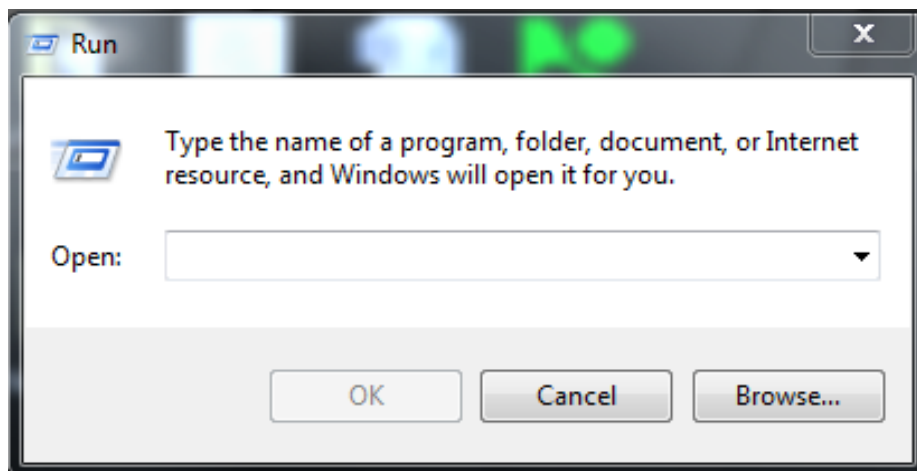 Run
Type the name of a program, folder, document, or Internet
resource, and Windows will open it for you.
Open:
OK
Cancel
Browse...